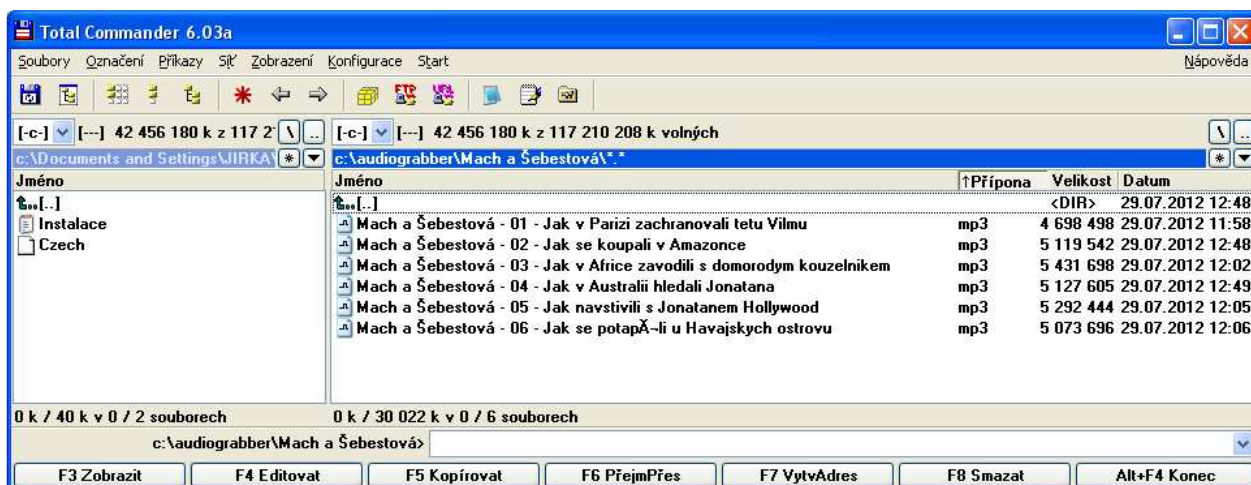 Total Commander 6.03a
Soubory Označení Příkazy Síť Zobrazení Konfigurace Start Nápověda
[-c-] [---] 42 456 180 k z 117 2 \ ..
[-c-] [---] 42 456 180 k z 117 210 208 k volných \ ..
c:\Documents and Settings\JIRKA\ *
c:\audiograbber\Mach a Šebestová\*.* *
Jméno
[..]
Instalace
Czech
0 k / 40 k v 0 / 2 souborech
Jméno ↑Přípona Velikost Datum
[..] <DIR> 29.07.2012 12:48
Mach a Šebestová - 01 - Jak v Parizi zachranovali tetu Vilmu mp3 4 698 498 29.07.2012 11:58
Mach a Šebestová - 02 - Jak se koupali v Amazonce mp3 5 119 542 29.07.2012 12:48
Mach a Šebestová - 03 - Jak v Africe zavodili s domorodym kouzelnikem mp3 5 431 698 29.07.2012 12:02
Mach a Šebestová - 04 - Jak v Australii hledali Jonatana mp3 5 127 605 29.07.2012 12:49
Mach a Šebestová - 05 - Jak navstivili s Jonatanem Hollywood mp3 5 292 444 29.07.2012 12:05
Mach a Šebestová - 06 - Jak se potapĂ¬li u Havajskych ostrovu mp3 5 073 696 29.07.2012 12:06
0 k / 30 022 k v 0 / 6 souborech
c:\audiograbber\Mach a Šebestová>
F3 Zobrazit F4 Editovat F5 Kopírovat F6 PřejmPřes F7 VytvAdres F8 Smazat Alt+F4 Konec